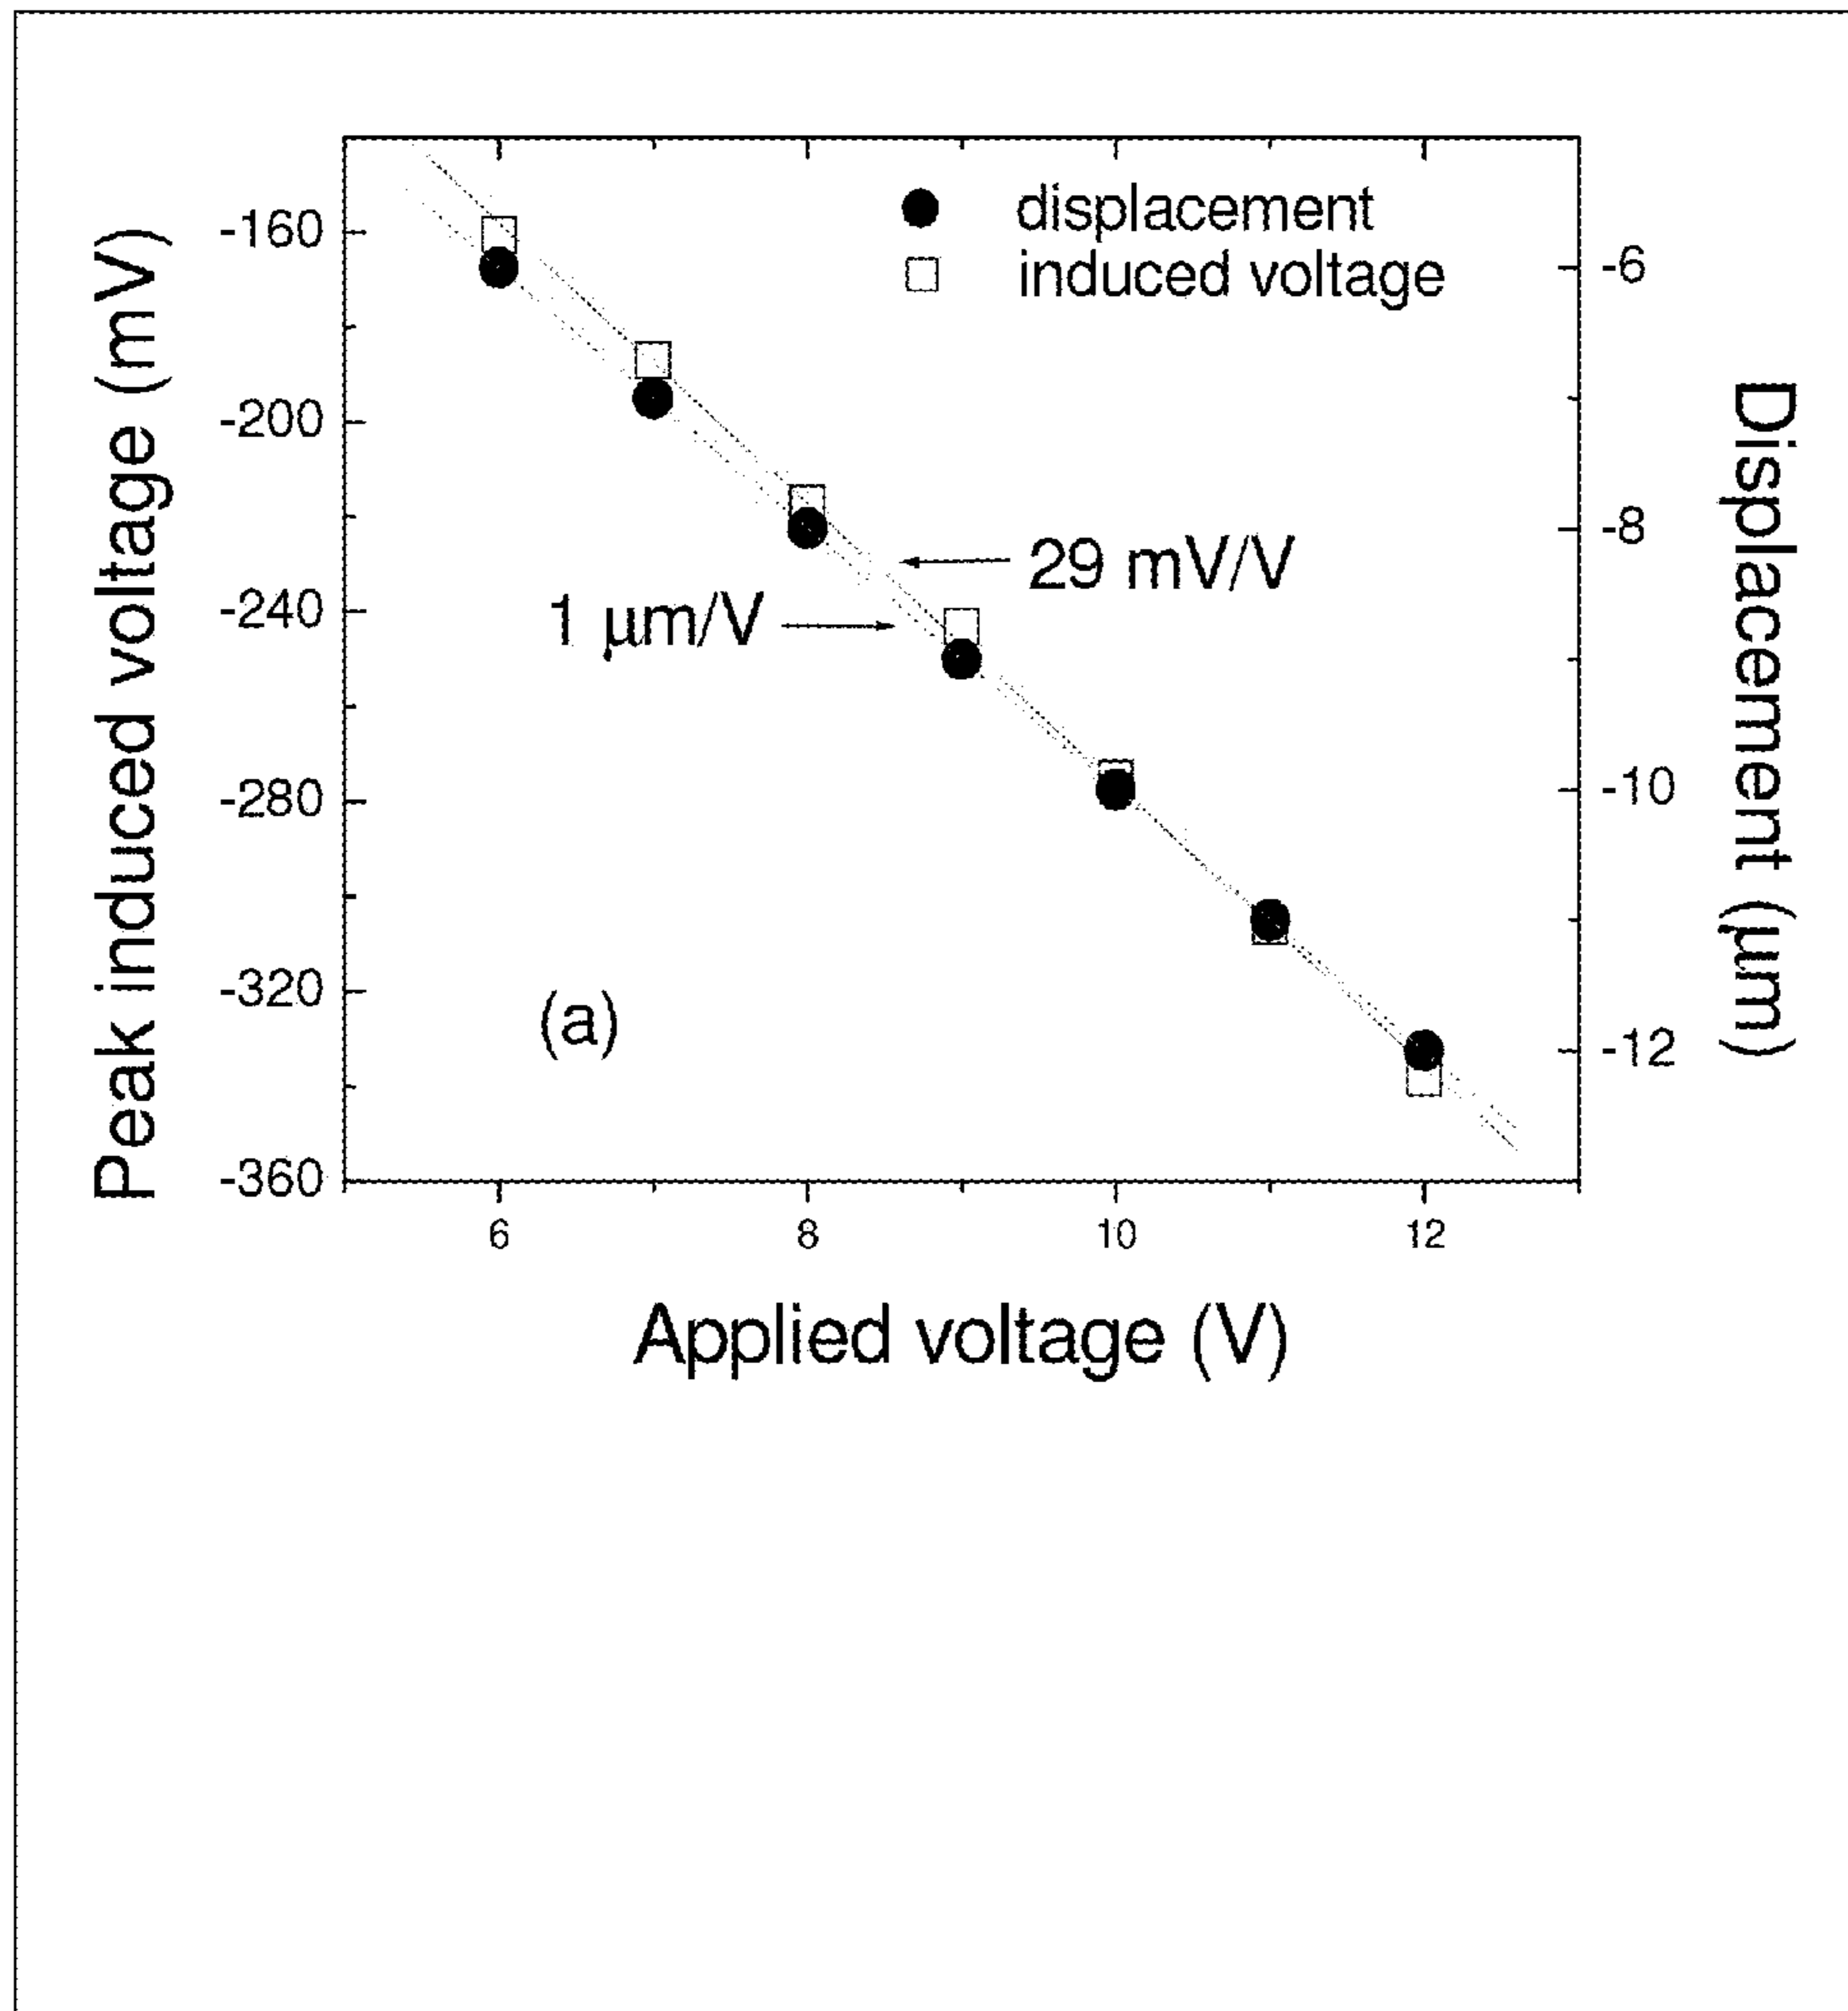 displacement
induced voltage
Peak induced voltage (mV)
-160
-200
-240
-280
-320
-360
29 mV/V
1 μm/V
(a)
-6
-8
-10
-12
Displacement (μm)
6 8 10 12
Applied voltage (V)